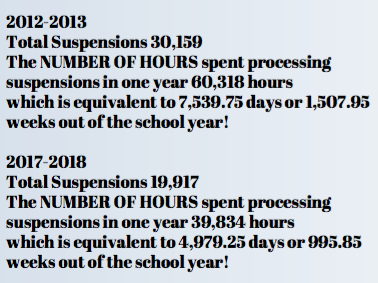 2012-2013
Total Suspensions 30,159
The NUMBER OF HOURS spent processing
suspensions in one year 60,318 hours
which is equivalent to 7,539.75 days or 1,507.95
weeks out of the school year!
2017-2018
Total Suspensions 19,917
The NUMBER OF HOURS spent processing
suspensions in one year 39,834 hours
which is equivalent to 4,979.25 days or 995.85
weeks out of the school year!